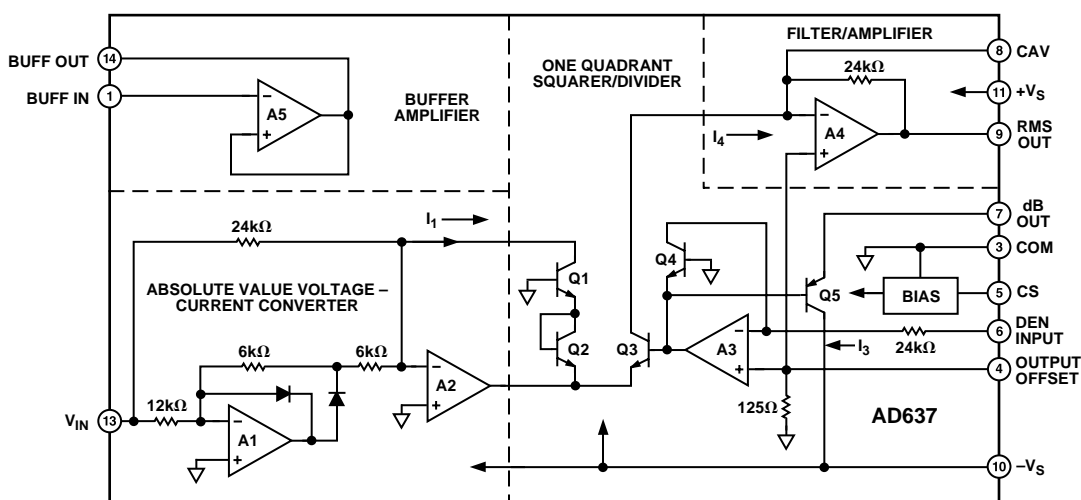 FILTER/AMPLIFIER
BUFF OUT 14
BUFF IN 1
A5
BUFFER
AMPLIFIER
ONE QUADRANT
SQUARER/DIVIDER
24kΩ
I4
A4
8 CAV
11 +VS
9 RMS
OUT
7 dB
OUT
3 COM
5 CS
6 DEN
INPUT
4 OUTPUT
OFFSET
10 –VS
I1
24kΩ
ABSOLUTE VALUE VOLTAGE –
CURRENT CONVERTER
6kΩ
6kΩ
VIN 13
12kΩ
A1
A2
Q1
Q2
Q3
Q4
A3
Q5
BIAS
I3
24kΩ
125Ω
AD637